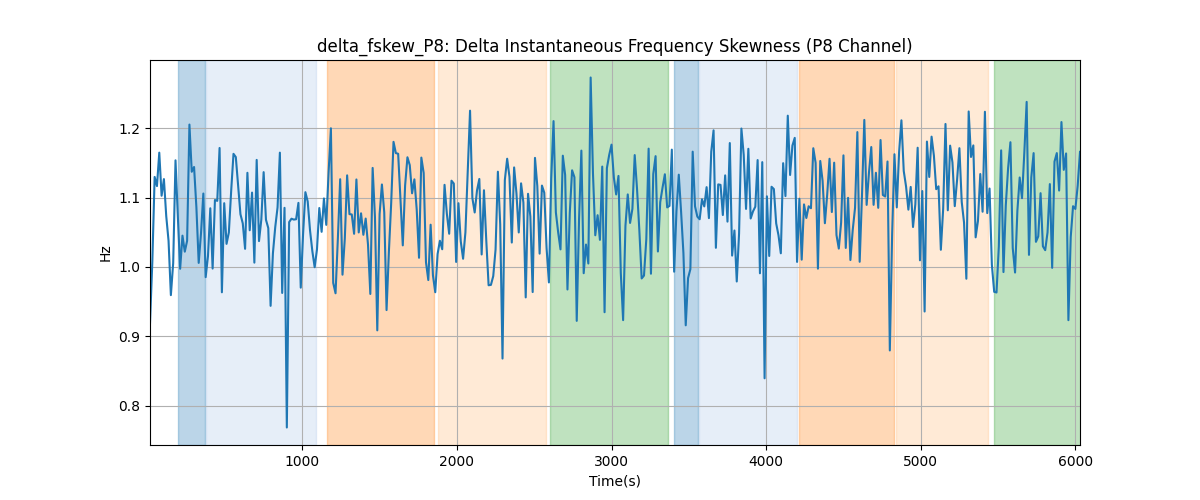 delta_fskew_P8: Delta Instantaneous Frequency Skewness (P8 Channel)
1.2
1.1
1.0
0.9
0.8
Hz
1000 2000 3000 4000 5000 6000
Time(s)